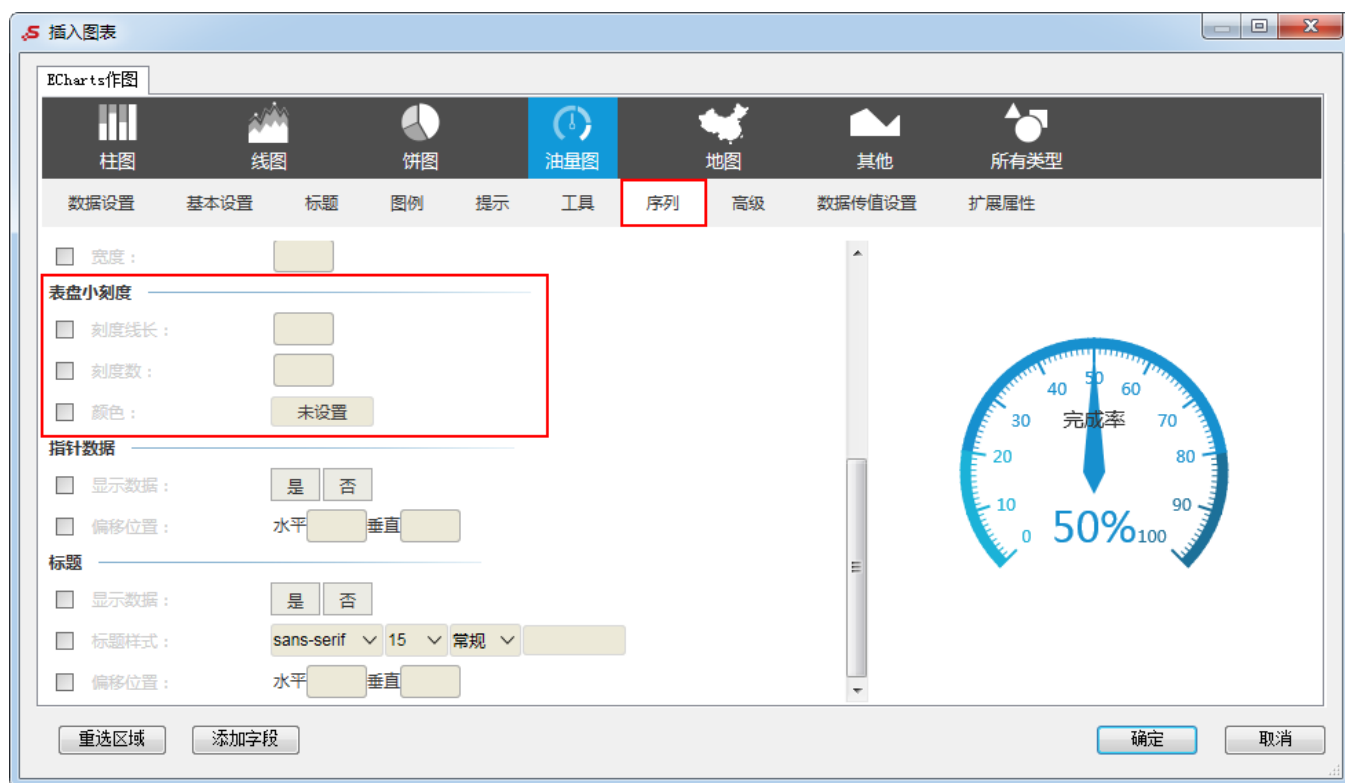 插入图表
ECharts作图
柱图 线图 饼图 油量图 地图 其他 所有类型
数据设置 基本设置 标题 图例 提示 工具 序列 高级 数据传值设置 扩展属性
宽度：
表盘小刻度
刻度线长：
刻度数：
颜色： 未设置
指针数据
显示数据： 是 否
偏移位置： 水平 垂直
标题
显示数据： 是 否
标题样式： sans-serif 15 常规
偏移位置： 水平 垂直
40 50 60
30 完成率 70
20 80
10 90
0 50% 100
重选区域 添加字段 确定 取消